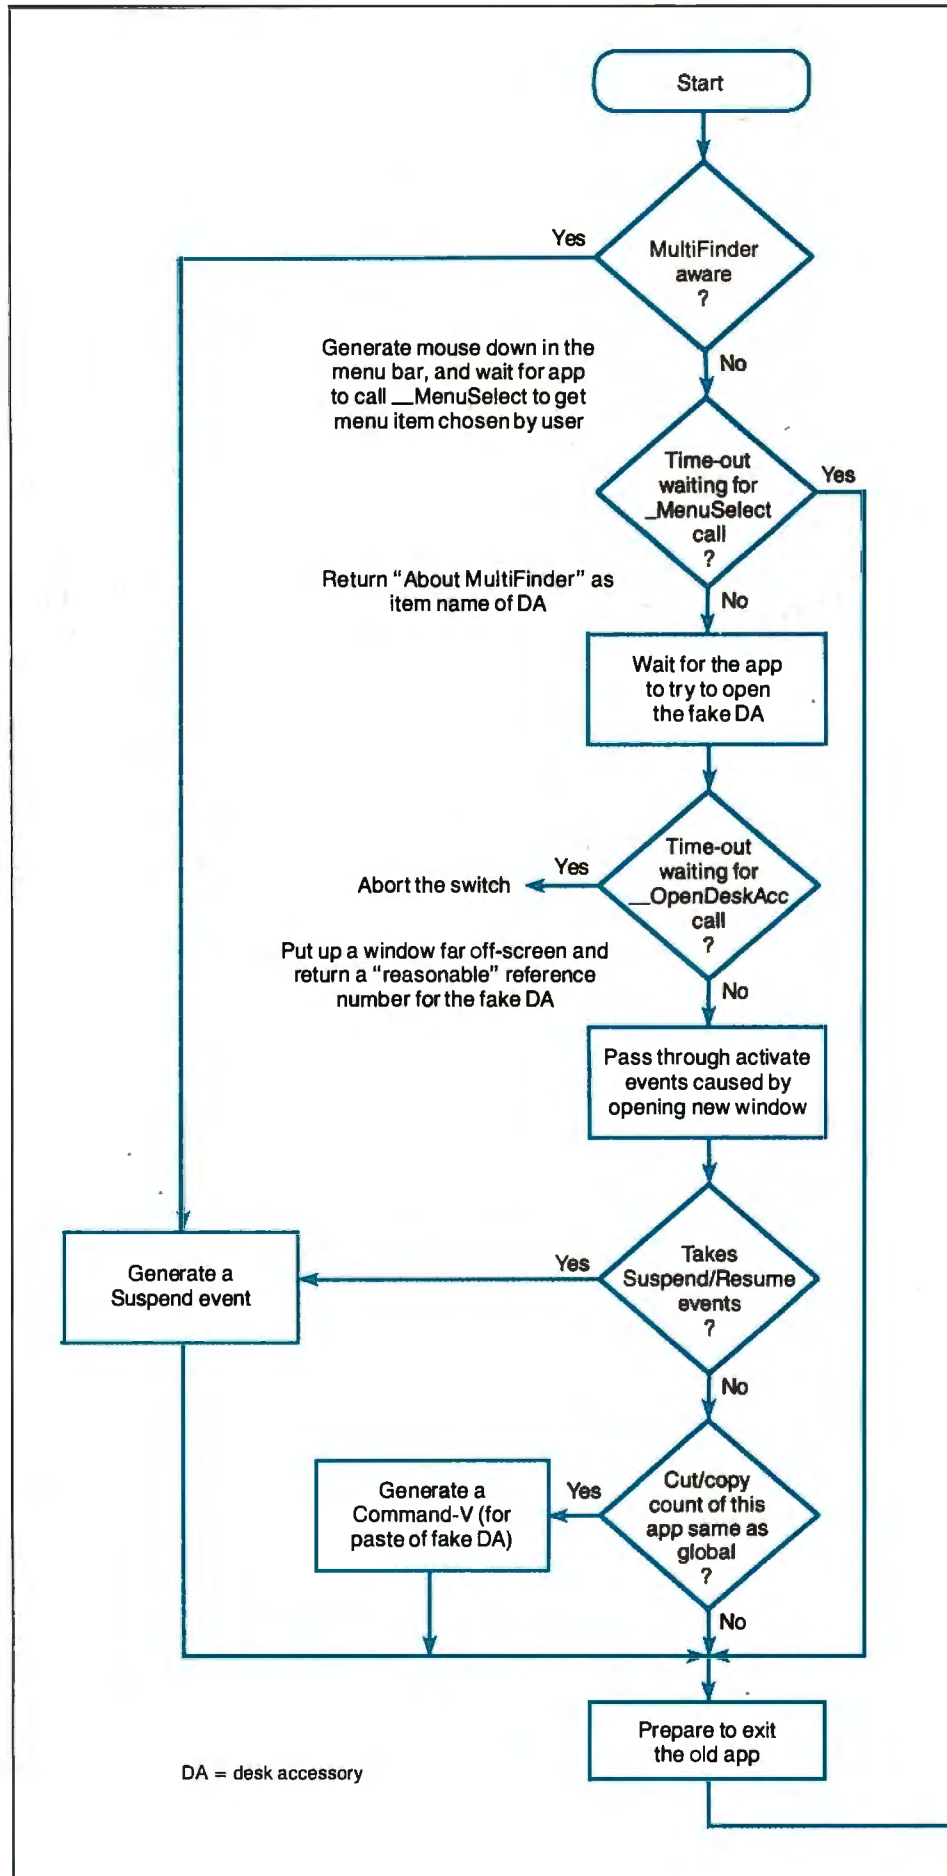 Start
MultiFinder
aware
?
Yes
No
Generate mouse down in the
menu bar, and wait for app
to call __MenuSelect to get
menu item chosen by user
Time-out
waiting for
_MenuSelect
call
?
Yes
No
Return “About MultiFinder” as
item name of DA
Wait for the app
to try to open
the fake DA
Time-out
waiting for
__OpenDeskAcc
call
?
Yes
Abort the switch
No
Put up a window far off-screen and
return a “reasonable” reference
number for the fake DA
Pass through activate
events caused by
opening new window
Takes
Suspend/Resume
events
?
Yes
Generate a
Suspend event
No
Cut/copy
count of this
app same as
global
?
Yes
Generate a
Command-V (for
paste of fake DA)
No
Prepare to exit
the old app
DA = desk accessory